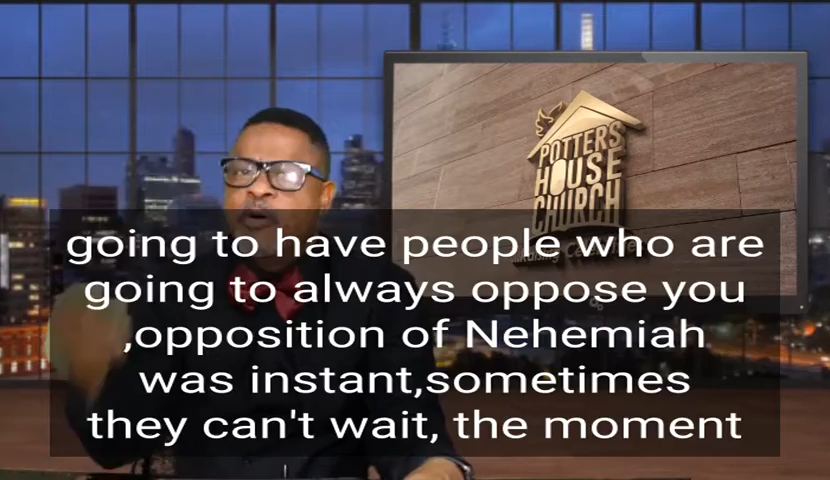 POTTERS
HOUSE
CHURCH
going to have people who are
going to always oppose you
,opposition of Nehemiah
was instant,sometimes
they can't wait, the moment